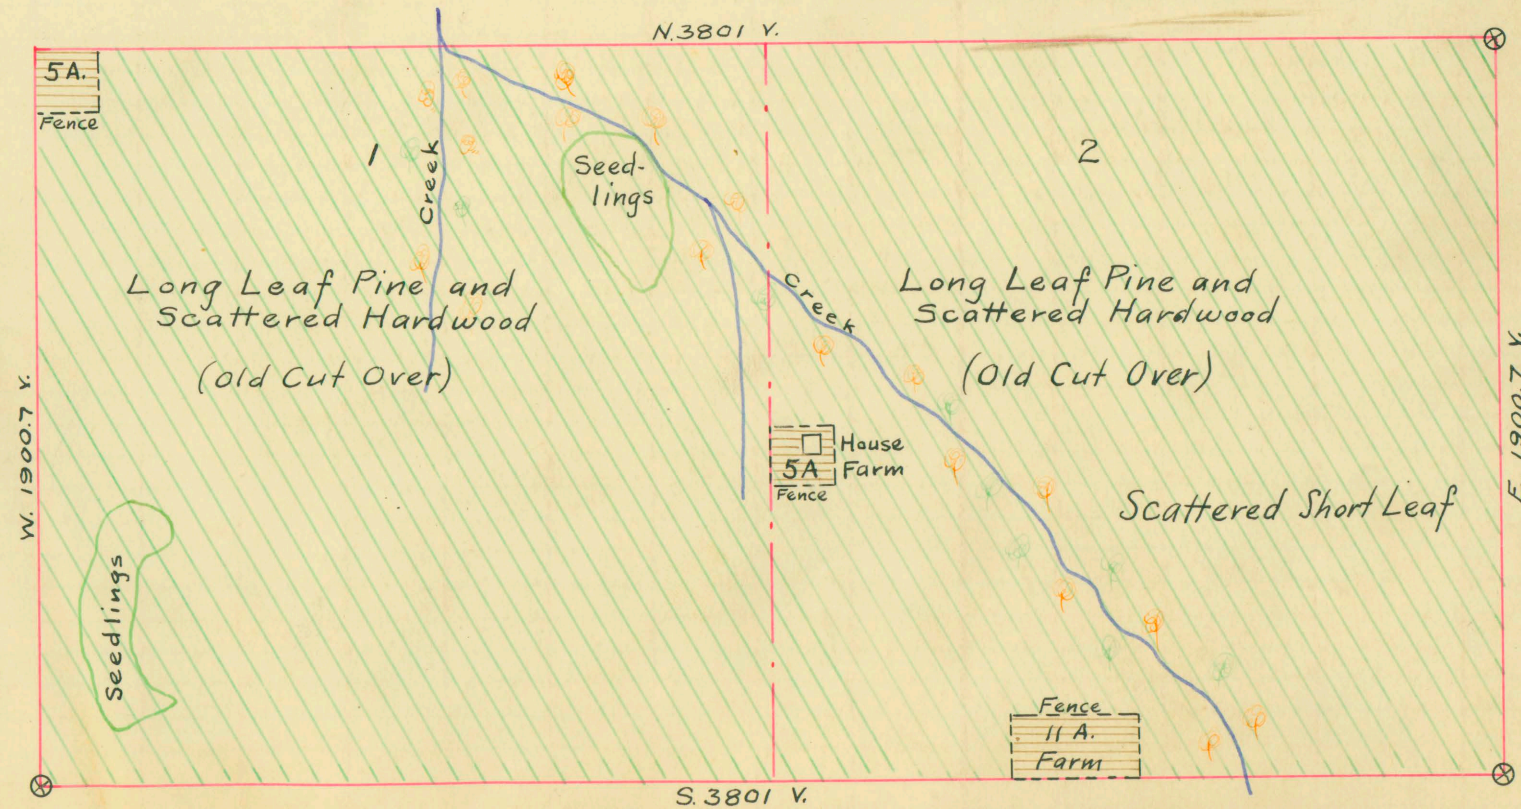 N. 3801 V.
5 A.
Fence
1
Creek
Seed-
lings
2
Long Leaf Pine and
Scattered Hardwood
(Old Cut Over)
Creek
Long Leaf Pine and
Scattered Hardwood
(Old Cut Over)
W. 1900.7 V.
E 1900.7 V.
House
5A Farm
Fence
Scattered Short Leaf
Seedlings
Fence
11 A.
Farm
S. 3801 V.